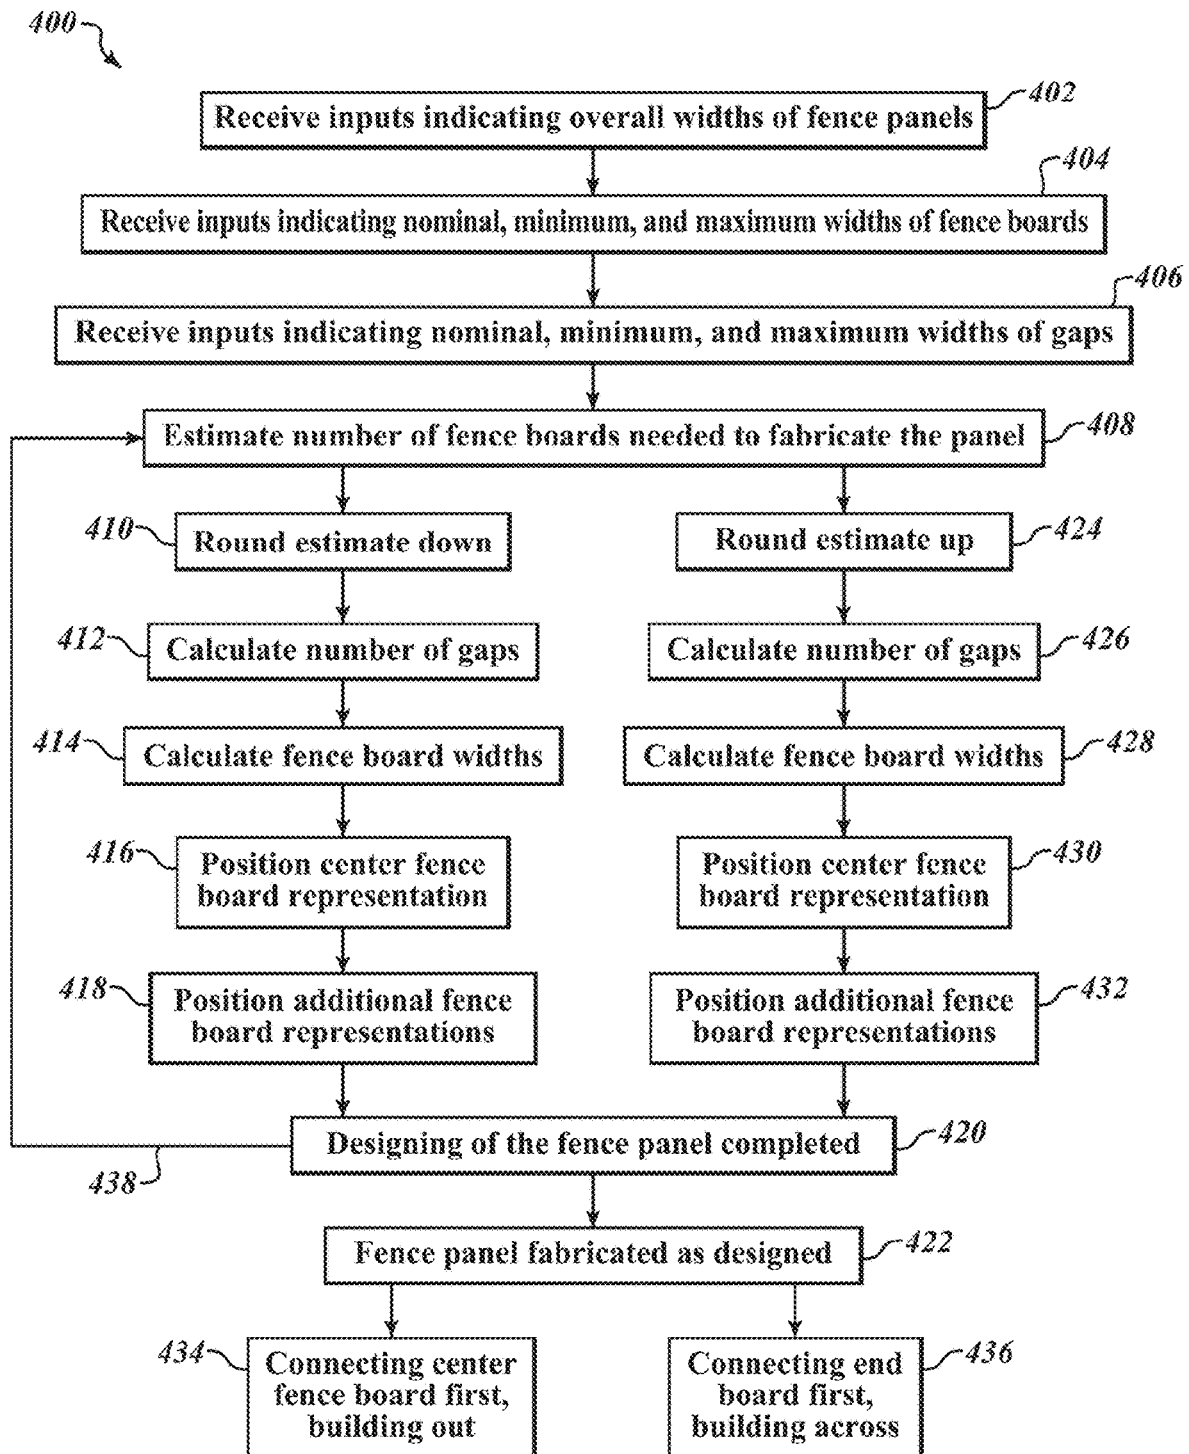 400
Receive inputs indicating overall widths of fence panels
402
404
Receive inputs indicating nominal, minimum, and maximum widths of fence boards
406
Receive inputs indicating nominal, minimum, and maximum widths of gaps
Estimate number of fence boards needed to fabricate the panel
408
410
Round estimate down
Round estimate up
424
412
Calculate number of gaps
Calculate number of gaps
426
414
Calculate fence board widths
Calculate fence board widths
428
416
Position center fence
board representation
Position center fence
board representation
430
418
Position additional fence
board representations
Position additional fence
board representations
432
Designing of the fence panel completed
420
438
Fence panel fabricated as designed
422
434
Connecting center
fence board first,
building out
Connecting end
board first,
building across
436